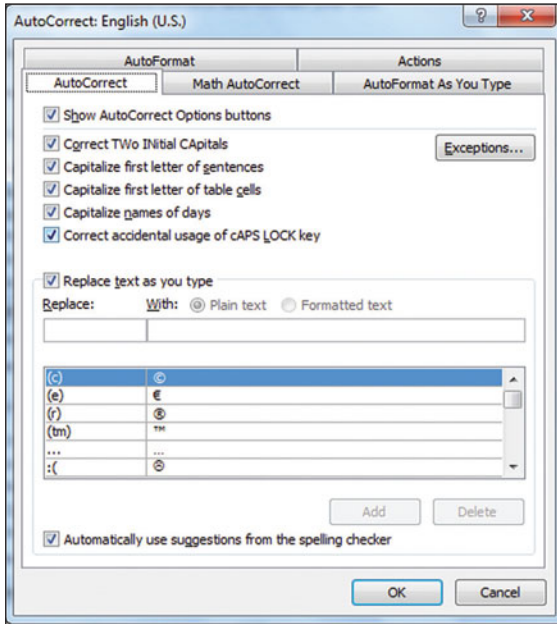 AutoCorrect: English (U.S.)
AutoFormat Actions
AutoCorrect Math AutoCorrect AutoFormat As You Type
Show AutoCorrect Options buttons
Correct TWo INitial CApitals
Exceptions...
Capitalize first letter of sentences
Capitalize first letter of table cells
Capitalize names of days
Correct accidental usage of cAPS LOCK key
Replace text as you type
Replace: With: Plain text Formatted text
(c) ©
(e) €
(r) ®
(tm) ™
... …
:( ☹
Add Delete
Automatically use suggestions from the spelling checker
OK Cancel